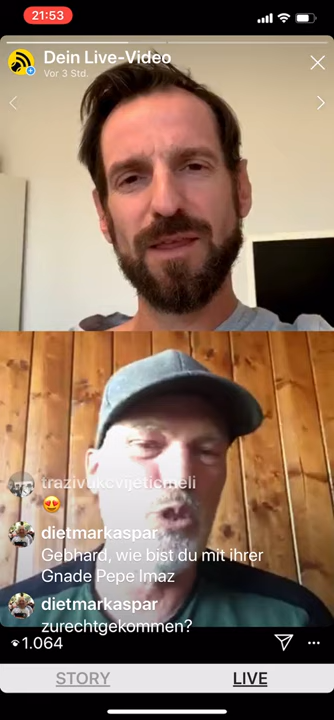 21:53
Dein Live-Video
Vor 3 Std.
trazivukcvijeticmeli
😍
dietmarkaspar
Gebhard, wie bist du mit ihrer
Gnade Pepe Imaz
dietmarkaspar
zurechtgekommen?
1.064
STORY
LIVE